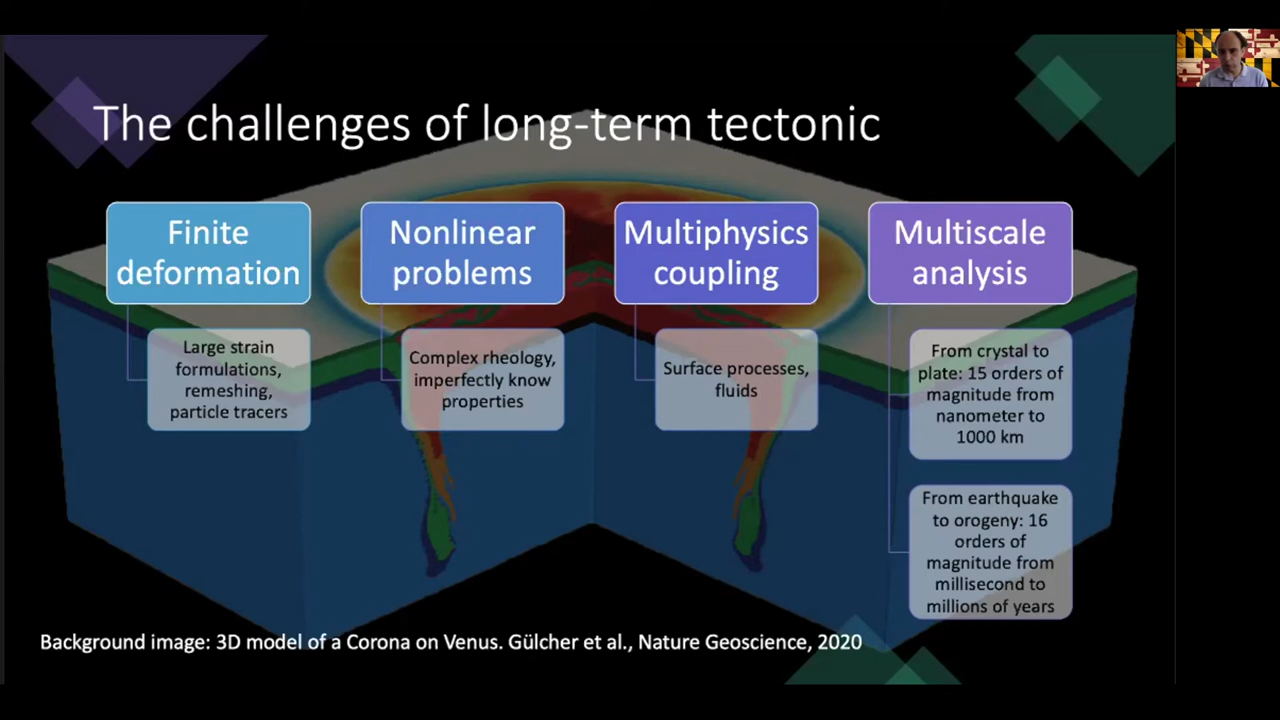 The challenges of long-term tectonic
Finite
deformation
Large strain
formulations,
remeshing,
particle tracers
Nonlinear
problems
Complex rheology,
imperfectly know
properties
Multiphysics
coupling
Surface processes,
fluids
Multiscale
analysis
From crystal to
plate: 15 orders of
magnitude from
nanometer to
1000 km
From earthquake
to orogeny: 16
orders of
magnitude from
millisecond to
millions of years
Background image: 3D model of a Corona on Venus. Gülcher et al., Nature Geoscience, 2020